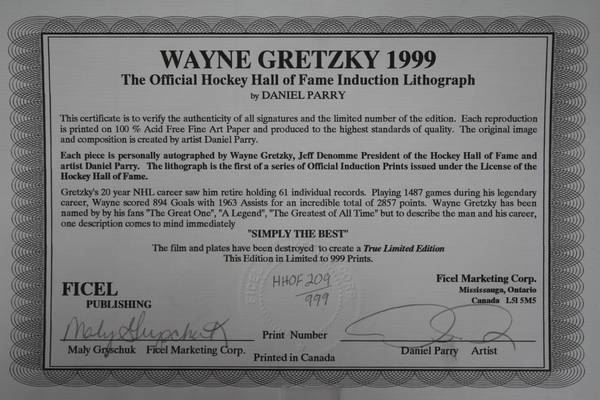 WAYNE GRETZKY 1999
The Official Hockey Hall of Fame Induction Lithograph
by DANIEL PARRY
This certificate is to verify the authenticity of all signatures and the limited number of the edition. Each reproduction
is printed on 100 % Acid Free Fine Art Paper and produced to the highest standards of quality. The original image
and composition is created by artist Daniel Parry.
Each piece is personally autographed by Wayne Gretzky, Jeff Denomme President of the Hockey Hall of Fame and
artist Daniel Parry. The lithograph is the first of a series of Official Induction Prints issued under the License of the
Hockey Hall of Fame.
Gretzky's 20 year NHL career saw him retire holding 61 individual records. Playing 1487 games during his legendary
career, Wayne scored 894 Goals with 1963 Assists for an incredible total of 2857 points. Wayne Gretzky has been
named by by his fans "The Great One", "A Legend", "The Greatest of All Time" but to describe the man and his career,
one description comes to mind immediately
"SIMPLY THE BEST"
The film and plates have been destroyed to create a True Limited Edition
This Edition in Limited to 999 Prints.
HHOF 209
999
FICEL
PUBLISHING
Ficel Marketing Corp.
Mississauga, Ontario
Canada L5l 5M5
Maly Gryschuk
Print Number
Maly Gryschuk Ficel Marketing Corp.
Daniel Parry Artist
Printed in Canada